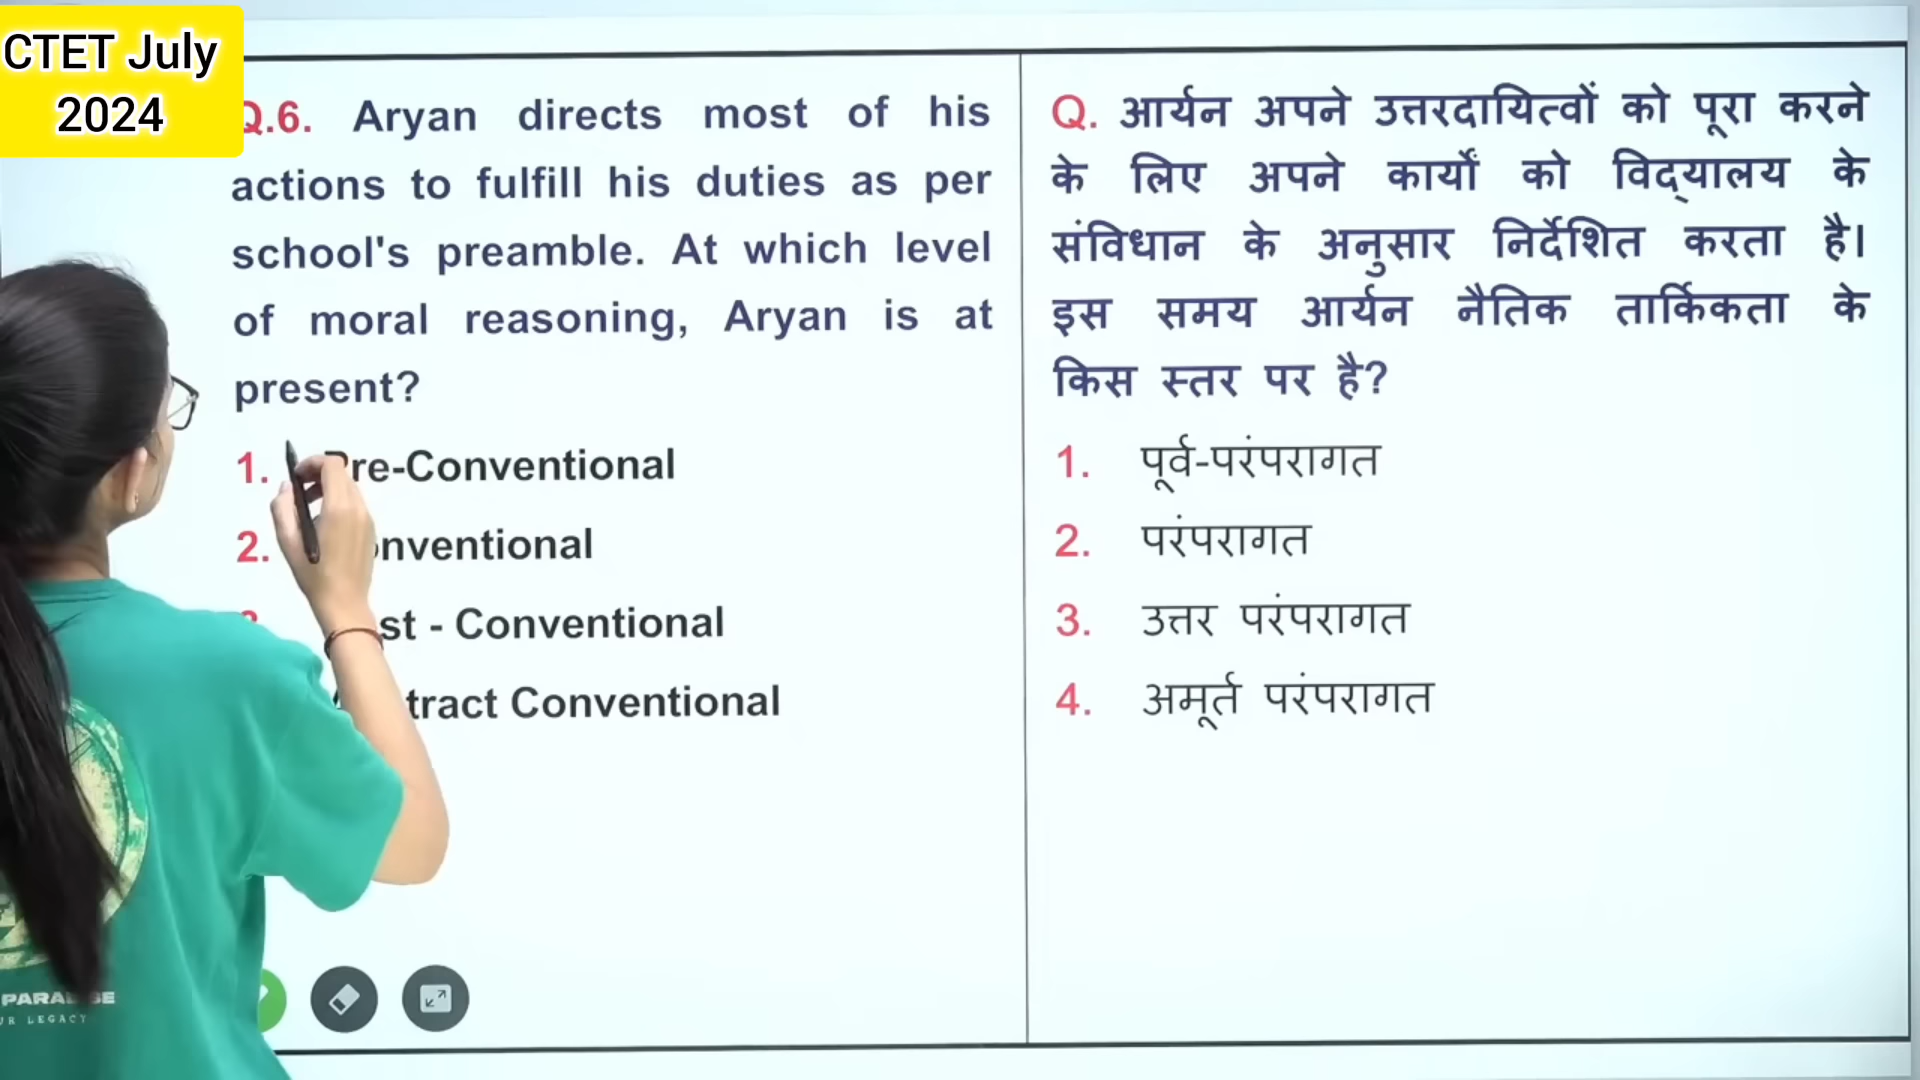 CTET July
2024
Q.6. Aryan directs most of his
actions to fulfill his duties as per
school's preamble. At which level
of moral reasoning, Aryan is at
present?
1. Pre-Conventional
2. Conventional
st - Conventional
tract Conventional
Q. आर्यन अपने उत्तरदायित्वों को पूरा करने
के लिए अपने कार्यों को विद्यालय के
संविधान के अनुसार निर्देशित करता है।
इस समय आर्यन नैतिक तार्किकता के
किस स्तर पर है?
1. पूर्व-परंपरागत
2. परंपरागत
3. उत्तर परंपरागत
4. अमूर्त परंपरागत
LEGACY